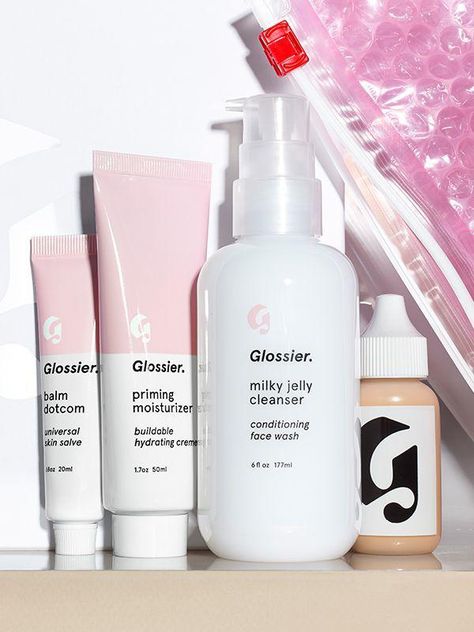 Glossier.
balm
dotcom
universal
skin salve
20ml
Glossier.
priming
moisturizer
buildable
hydrating creme
1.7oz 50ml
Glossier.
milky jelly
cleanser
conditioning
face wash
6 fl oz 177ml
G